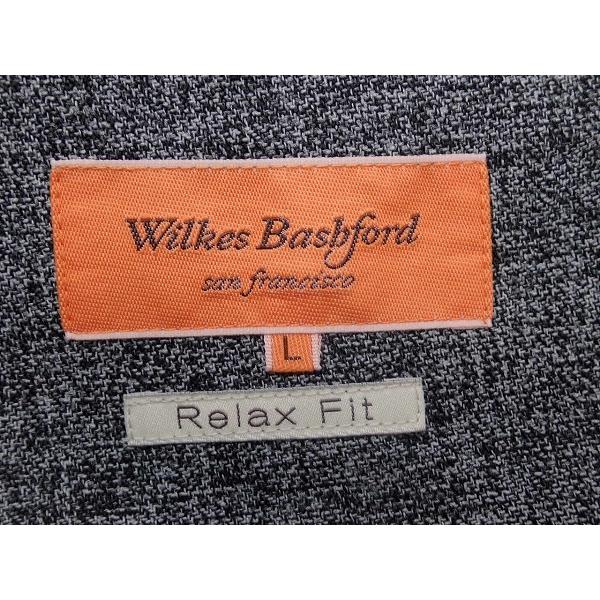 Wilkes Bashford
san francisco
L
Relax Fit